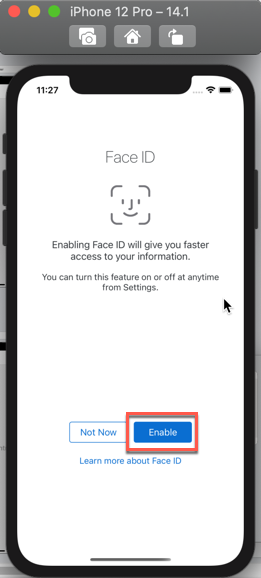 iPhone 12 Pro – 14.1
11:27
Face ID
Enabling Face ID will give you faster
access to your information.
You can turn this feature on or off at anytime
from Settings.
Not Now
Enable
Learn more about Face ID